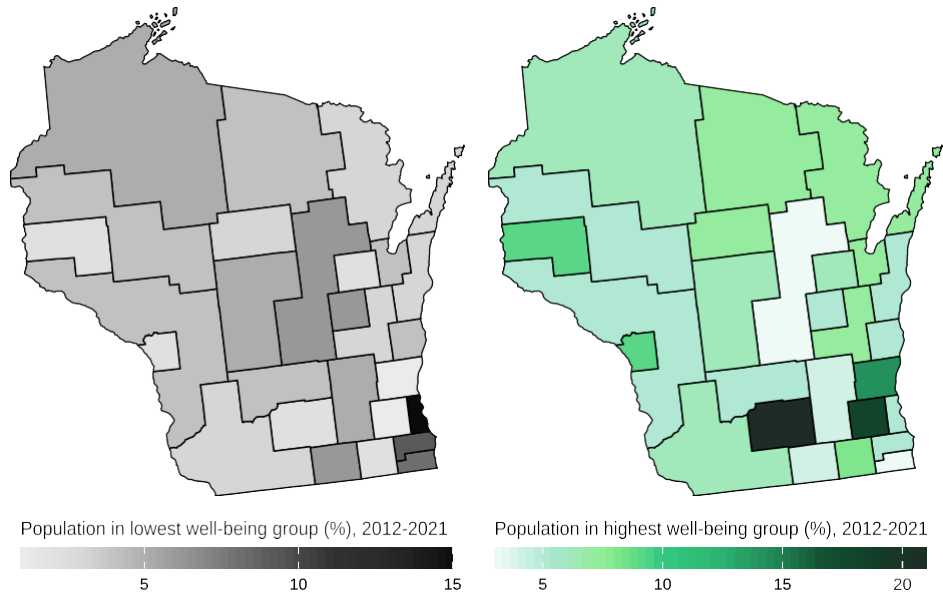 Population in lowest well-being group (%), 2012-2021
5 10 15
Population in highest well-being group (%), 2012-2021
5 10 15 20